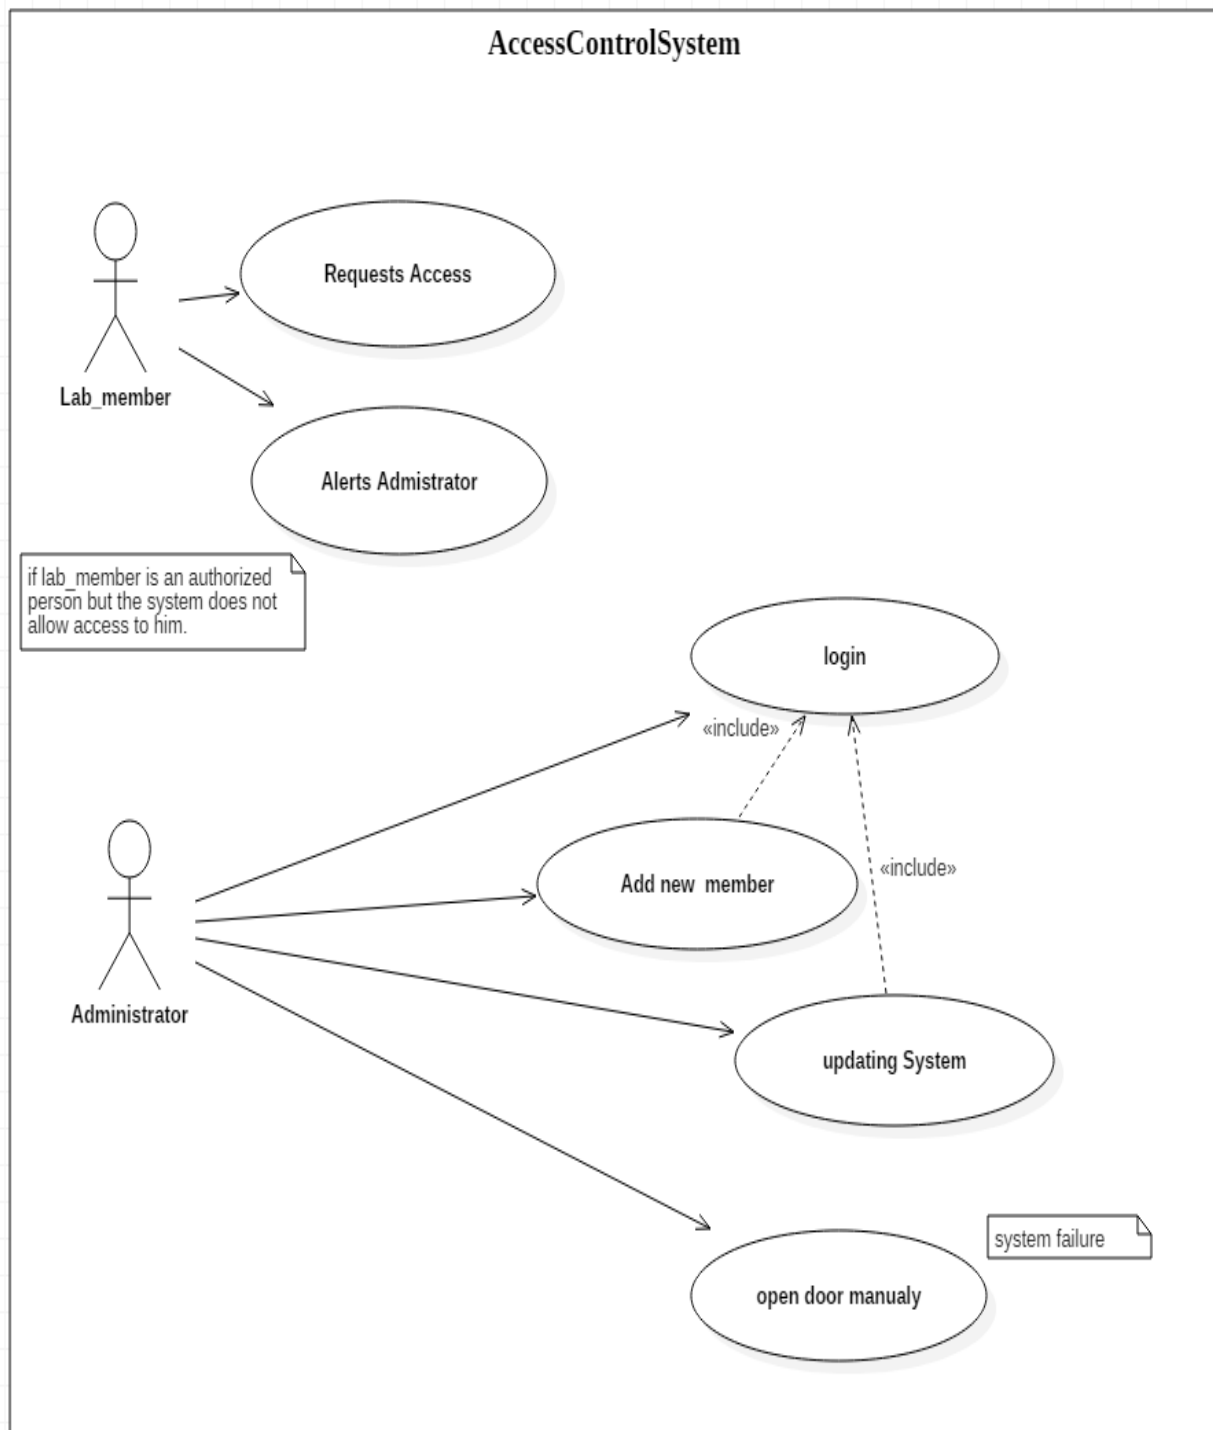 AccessControlSystem
Requests Access
Lab_member
Alerts Admistrator
if lab_member is an authorized
person but the system does not
allow access to him.
login
«include»
«include»
Add new  member
Administrator
updating System
system failure
open door manualy